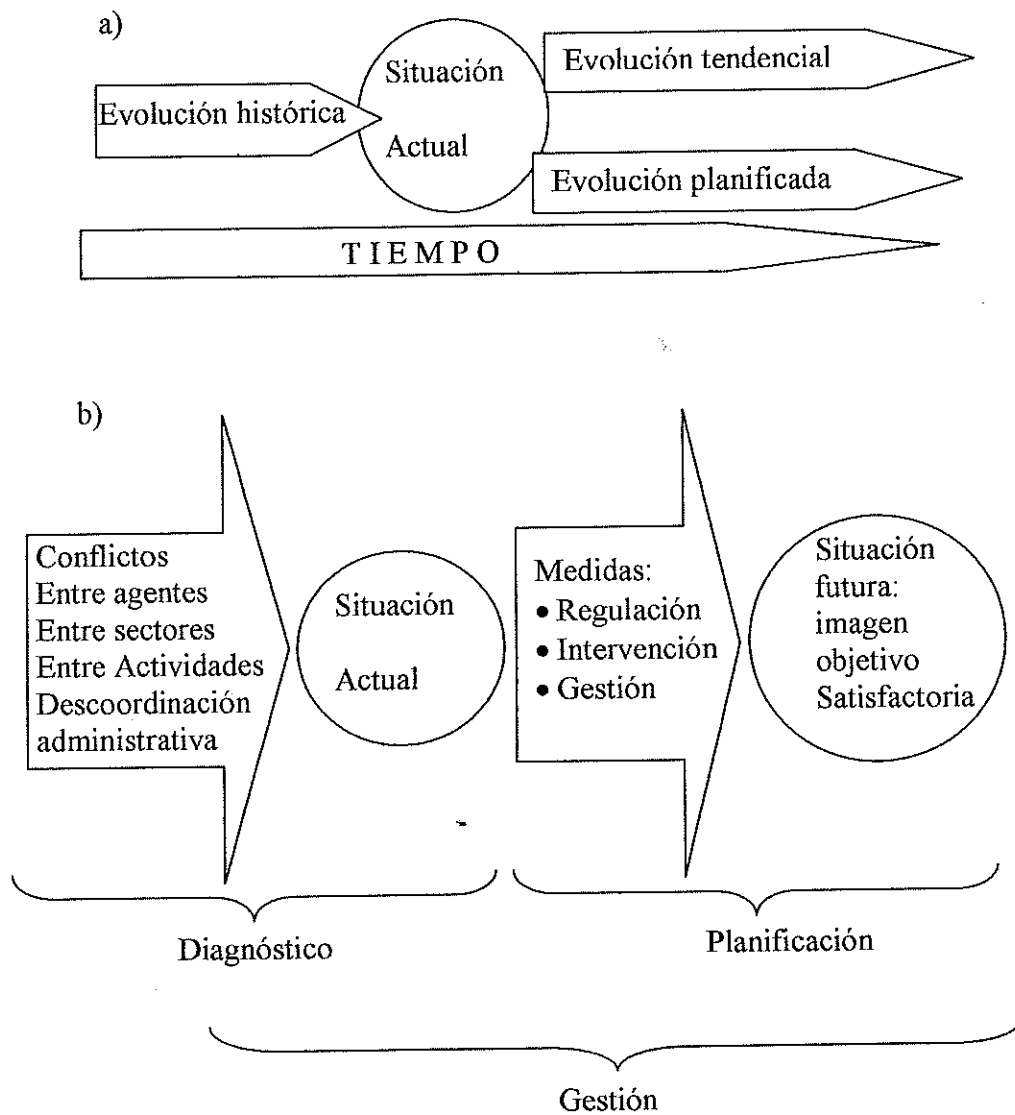 a)
Evolución histórica
Situación
Actual
Evolución tendencial
Evolución planificada
T I E M P O
b)
Conflictos
Entre agentes
Entre sectores
Entre Actividades
Descoordinación
administrativa
Situación
Actual
Medidas:
• Regulación
• Intervención
• Gestión
Situación
futura:
imagen
objetivo
Satisfactoria
Diagnóstico
Planificación
Gestión